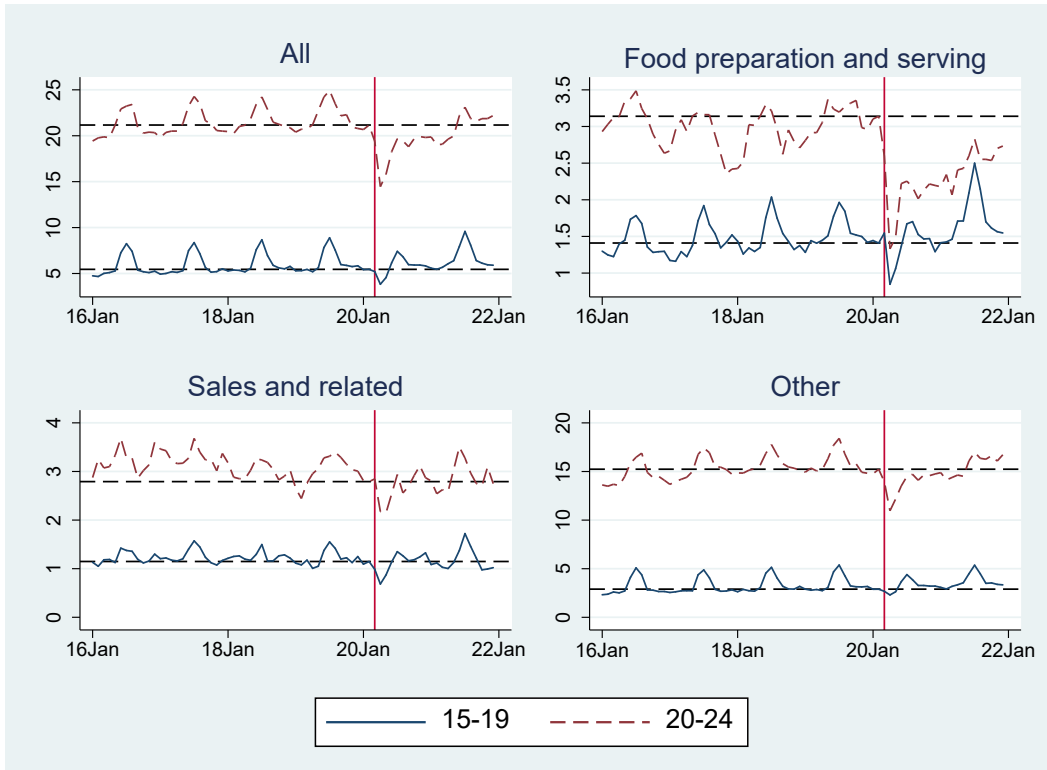 All
25
20
15
10
5
16Jan 18Jan 20Jan 22Jan
Food preparation and serving
3.5
3
2.5
2
1.5
1
16Jan 18Jan 20Jan 22Jan
Sales and related
4
3
2
1
0
16Jan 18Jan 20Jan 22Jan
Other
20
15
10
5
0
16Jan 18Jan 20Jan 22Jan
15-19 20-24